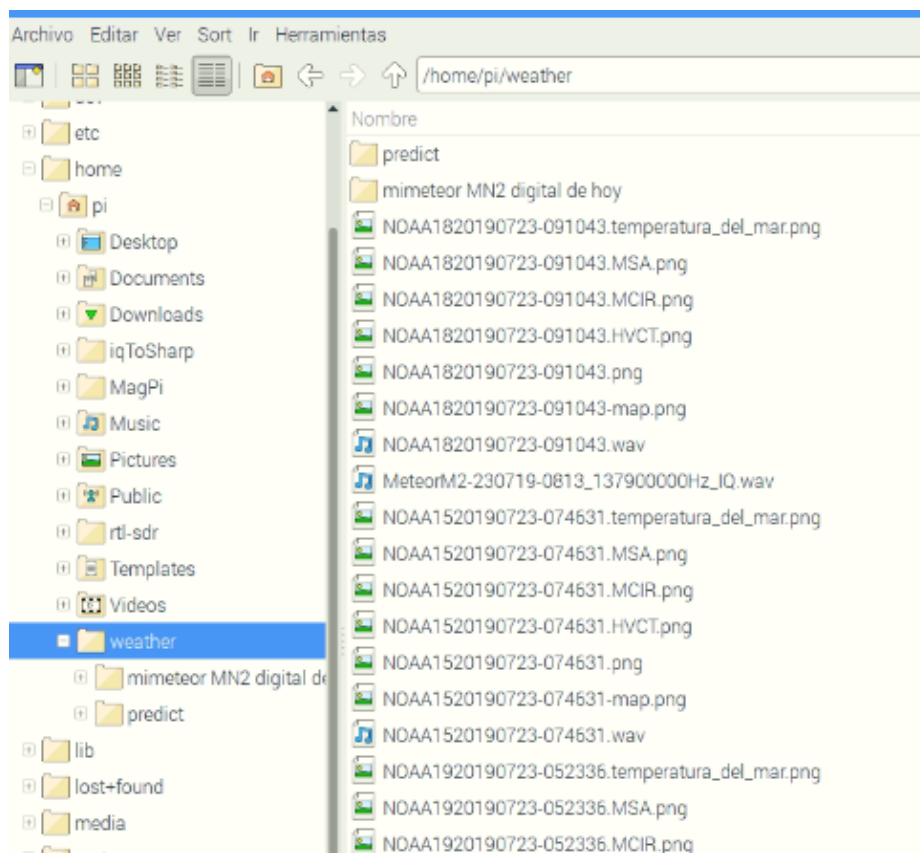 Archivo Editar Ver Sort Ir Herramientas
/home/pi/weather
etc
home
pi
Desktop
Documents
Downloads
iqToSharp
MagPi
Music
Pictures
Public
rtl-sdr
Templates
Videos
weather
mimeteor MN2 digital de
predict
lib
lost+found
media
Nombre
predict
mimeteor MN2 digital de hoy
NOAA1820190723-091043.temperatura_del_mar.png
NOAA1820190723-091043.MSA.png
NOAA1820190723-091043.MCIR.png
NOAA1820190723-091043.HVCT.png
NOAA1820190723-091043.png
NOAA1820190723-091043-map.png
NOAA1820190723-091043.wav
MeteorM2-230719-0813_137900000Hz_IQ.wav
NOAA1520190723-074631.temperatura_del_mar.png
NOAA1520190723-074631.MSA.png
NOAA1520190723-074631.MCIR.png
NOAA1520190723-074631.HVCT.png
NOAA1520190723-074631.png
NOAA1520190723-074631-map.png
NOAA1520190723-074631.wav
NOAA1920190723-052336.temperatura_del_mar.png
NOAA1920190723-052336.MSA.png
NOAA1920190723-052336.MCIR.png